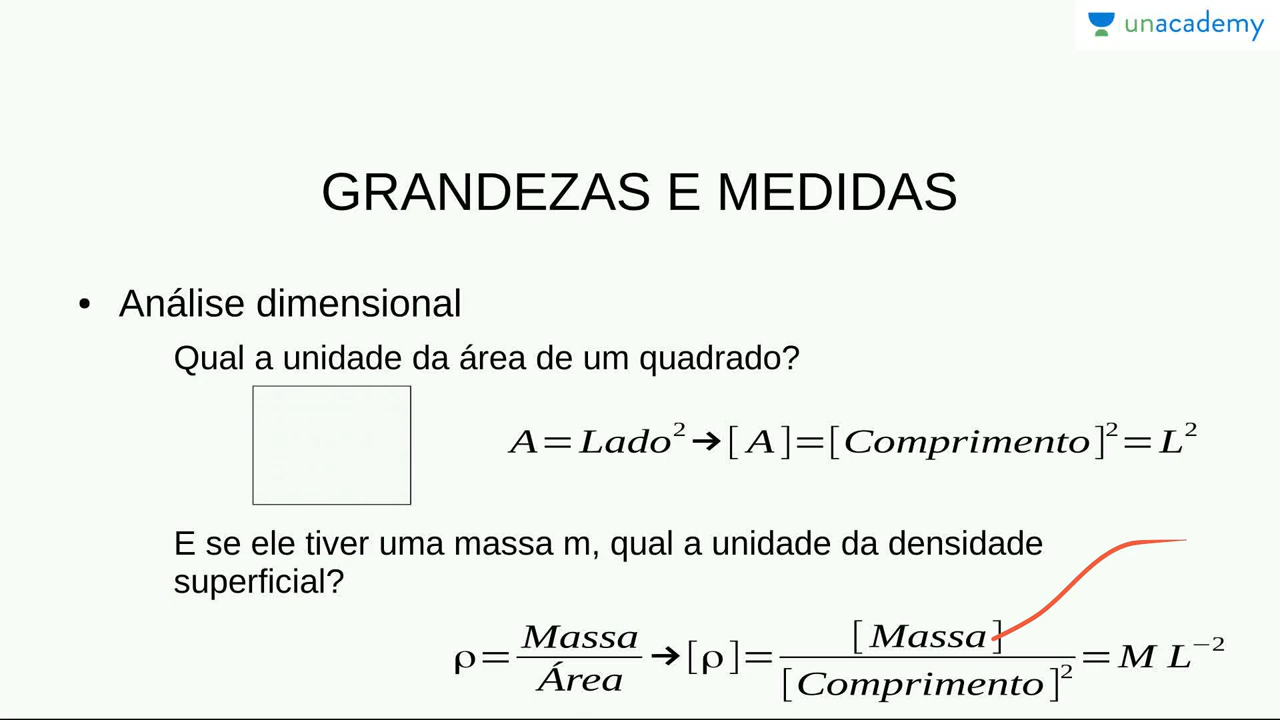 unacademy
GRANDEZAS E MEDIDAS
• Análise dimensional
Qual a unidade da área de um quadrado?
A=Lado²→[A]=[Comprimento]²=L²
E se ele tiver uma massa m, qual a unidade da densidade
superficial?
ρ=Massa/Área→[ρ]=[Massa]/[Comprimento]²=M L⁻²